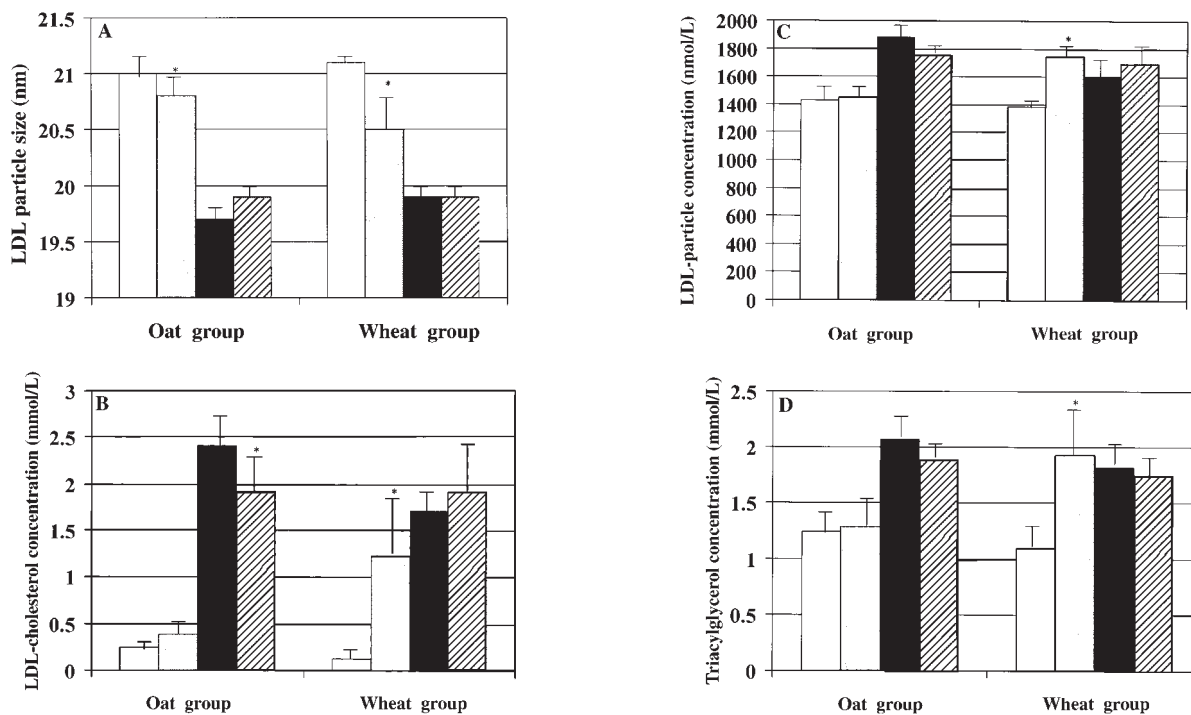 A
LDL particle size (nm)
21.5
21
20.5
20
19.5
19
*
*
Oat group
Wheat group
C
LDL-particle concentration (nmol/L)
2000
1800
1600
1400
1200
1000
800
600
400
200
0
*
Oat group
Wheat group
B
LDL-cholesterol concentration (mmol/L)
3
2.5
2
1.5
1
0.5
0
*
*
Oat group
Wheat group
D
Triacylglycerol concentration (mmol/L)
2.5
2
1.5
1
0.5
0
*
Oat group
Wheat group